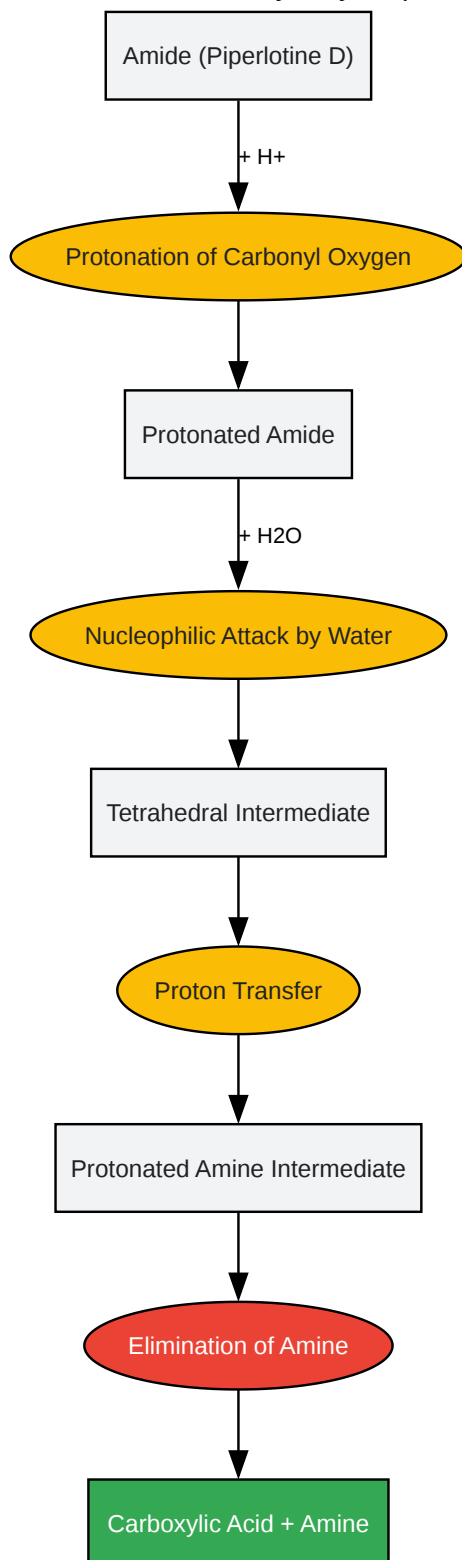 Amide (Piperlotine D)
+ H+
Protonation of Carbonyl Oxygen
Protonated Amide
+ H2O
Nucleophilic Attack by Water
Tetrahedral Intermediate
Proton Transfer
Protonated Amine Intermediate
Elimination of Amine
Carboxylic Acid + Amine